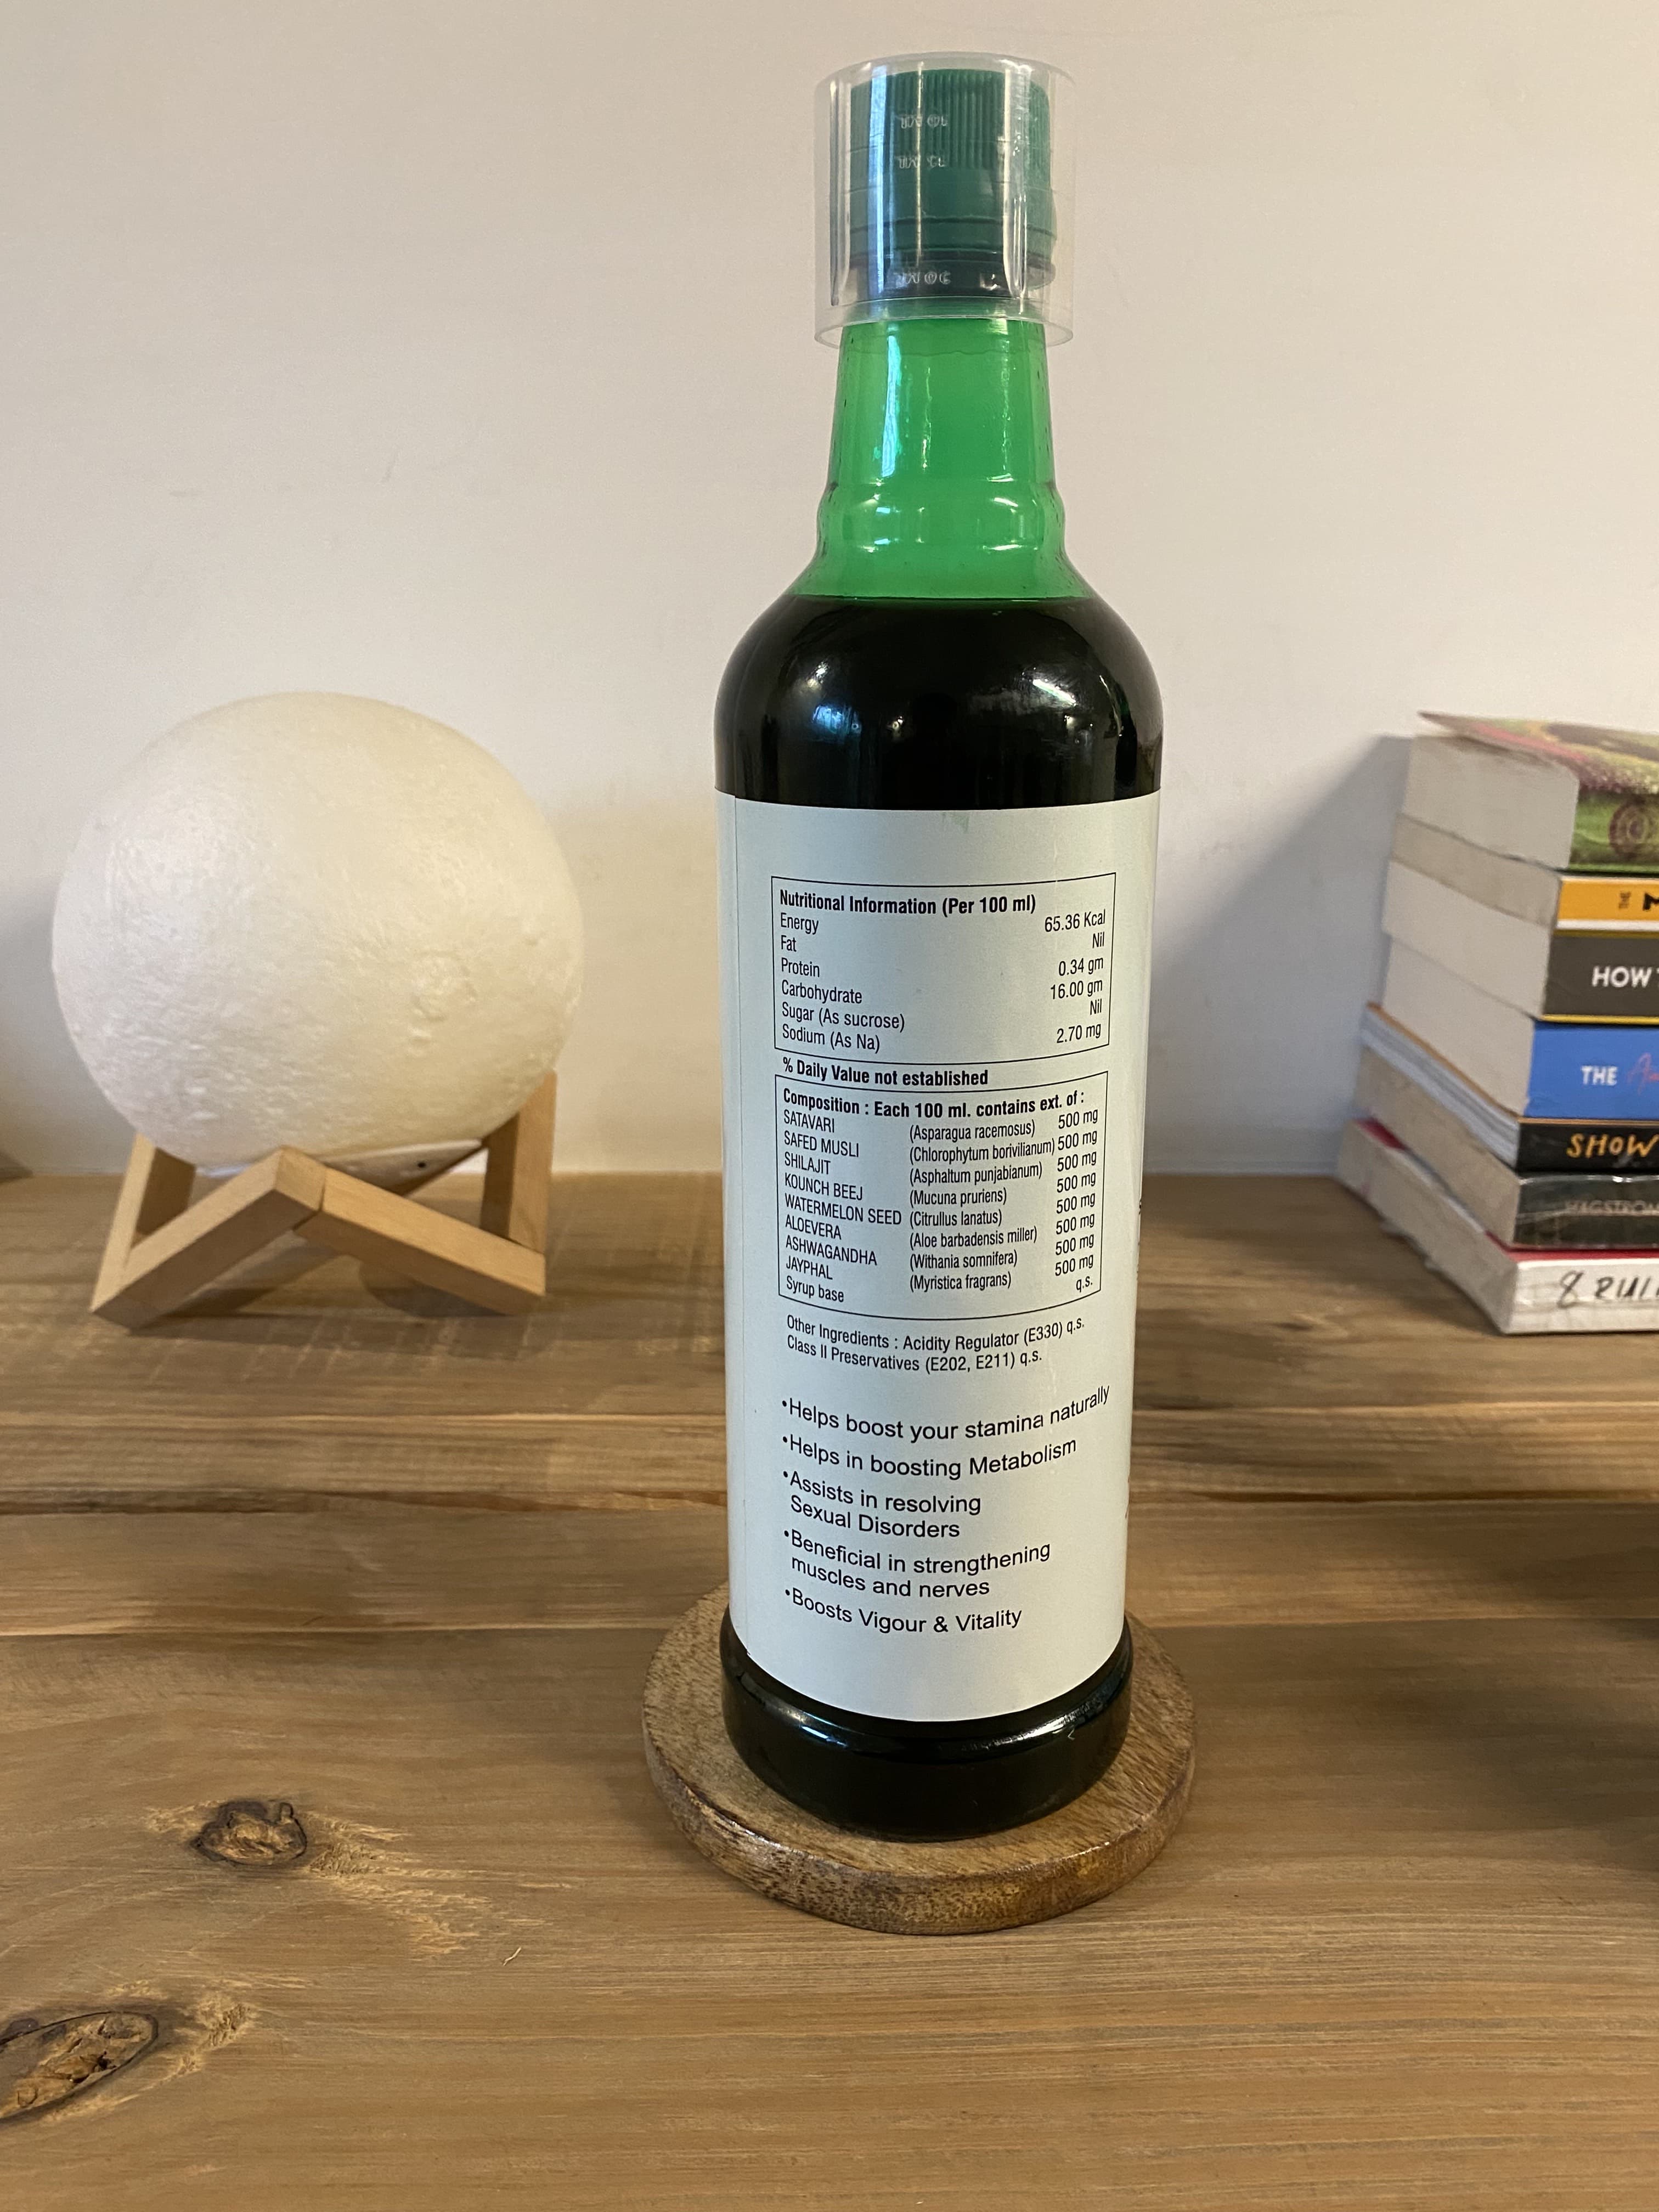 Nutritional Information (Per 100 ml)
Energy 65.36 Kcal
Fat Nil
Protein 0.34 gm
Carbohydrate 16.00 gm
Sugar (As sucrose) Nil
Sodium (As Na) 2.70 mg
% Daily Value not established
Composition : Each 100 ml. contains ext. of :
SATAVARI (Asparagua racemosus) 500 mg
SAFED MUSLI (Chlorophytum borivilianum) 500 mg
SHILAJIT (Asphaltum punjabianum) 500 mg
KOUNCH BEEJ (Mucuna pruriens) 500 mg
WATERMELON SEED (Citrullus lanatus) 500 mg
ALOEVERA (Aloe barbadensis miller) 500 mg
ASHWAGANDHA (Withania somnifera) 500 mg
JAYPHAL (Myristica fragrans) 500 mg
Syrup base q.s.
Other Ingredients : Acidity Regulator (E330) q.s.
Class II Preservatives (E202, E211) q.s.
•Helps boost your stamina naturally
•Helps in boosting Metabolism
•Assists in resolving
Sexual Disorders
•Beneficial in strengthening
muscles and nerves
•Boosts Vigour & Vitality
THE
HOW
THE
SHOW